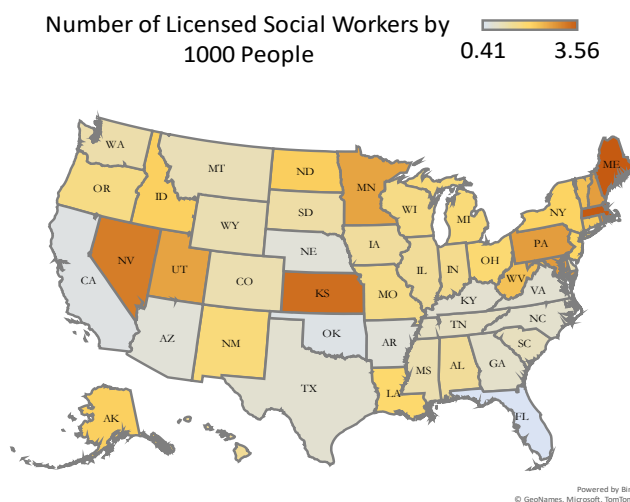 Number of Licensed Social Workers by
1000 People
0.41 3.56
WA
MT
ND
MN
ME
OR
ID
SD
WI
MI
NY
WY
IA
PA
NE
NV
UT
CO
IL
IN
OH
WV
VA
CA
KS
MO
KY
NC
OK
TN
AZ
NM
AR
SC
MS
AL
GA
TX
LA
FL
AK
Powered by Bin
© GeoNames, Microsoft, TomTom